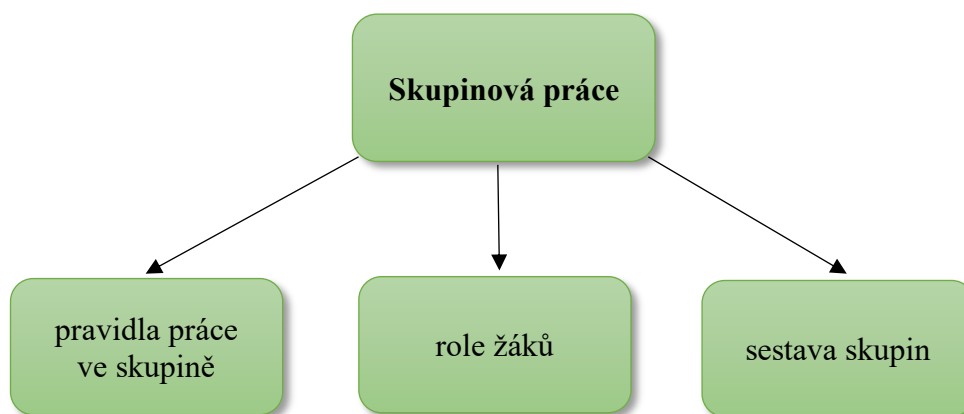 Skupinová práce
pravidla práce
ve skupině
role žáků
sestava skupin